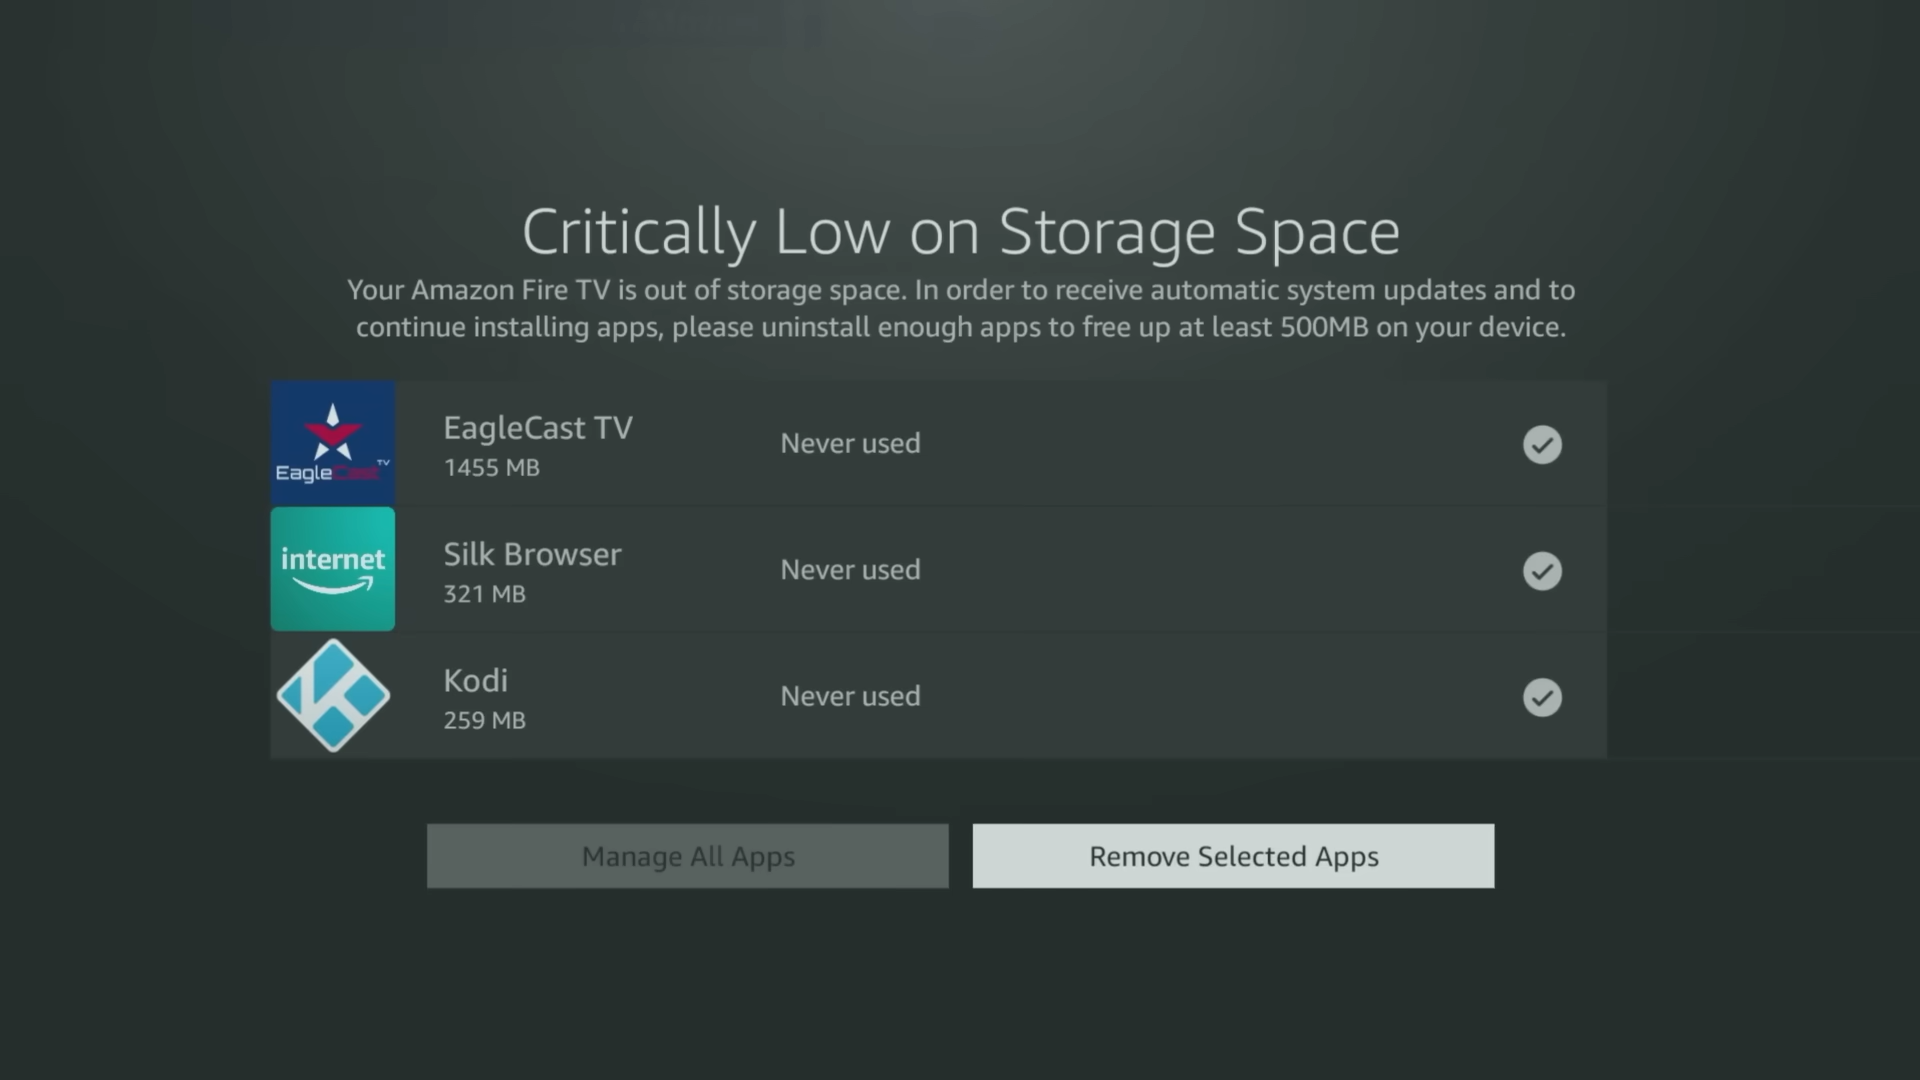 Critically Low on Storage Space
Your Amazon Fire TV is out of storage space. In order to receive automatic system updates and to
continue installing apps, please uninstall enough apps to free up at least 500MB on your device.
EagleCast TV
EagleCast TV
1455 MB
Never used
internet
Silk Browser
321 MB
Never used
Kodi
259 MB
Never used
Manage All Apps
Remove Selected Apps